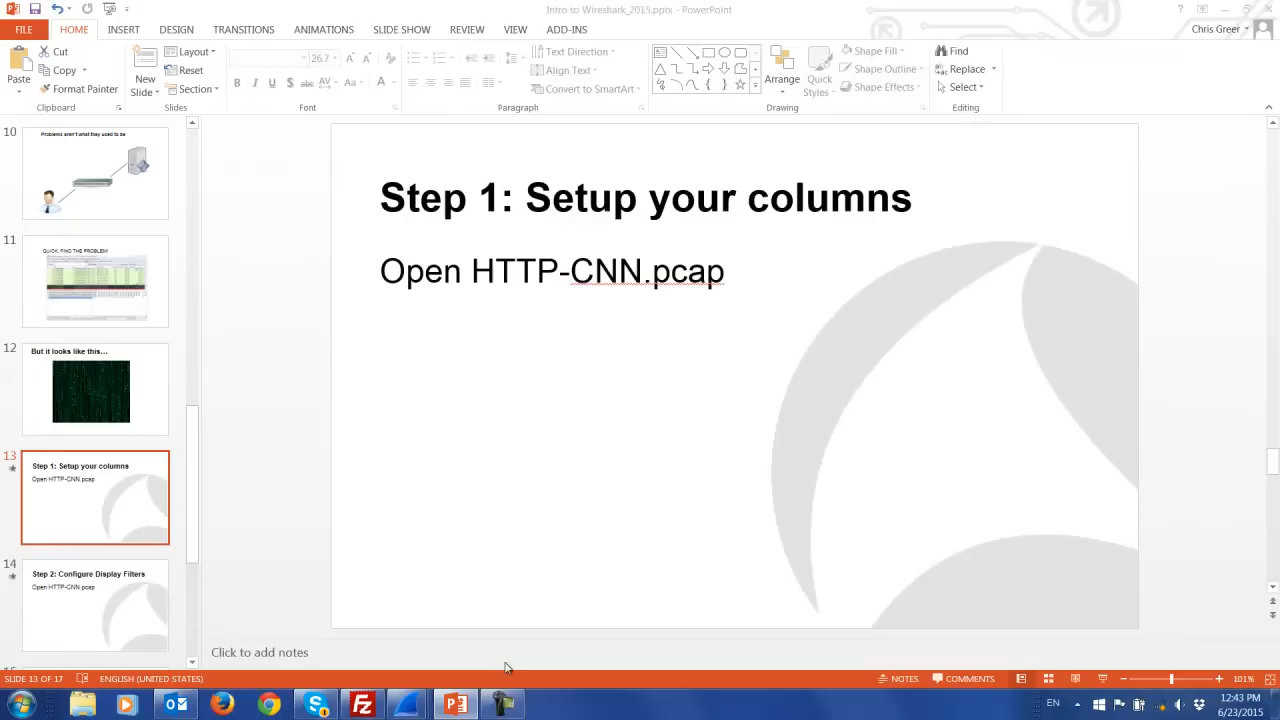 Intro to Wireshark_2015.pptx - PowerPoint
FILE HOME INSERT DESIGN TRANSITIONS ANIMATIONS SLIDE SHOW REVIEW VIEW ADD-INS
Chris Greer
Paste
Cut
Copy
Format Painter
Clipboard
New
Slide
Layout
Reset
Section
Slides
26.7
Font
Text Direction
Align Text
Convert to SmartArt
Paragraph
Arrange
Quick
Styles
Shape Fill
Shape Outline
Shape Effects
Drawing
Find
Replace
Select
Editing
10
Problems aren't what they used to be
11
QUICK, FIND THE PROBLEM!
12
But it looks like this...
13
Step 1: Setup your columns
Open HTTP-CNN.pcap
14
Step 2: Configure Display Filters
Open HTTP-CNN.pcap
Step 1: Setup your columns
Open HTTP-CNN.pcap
Click to add notes
SLIDE 13 OF 17
ENGLISH (UNITED STATES)
NOTES
COMMENTS
101%
EN
12:43 PM
6/23/2015